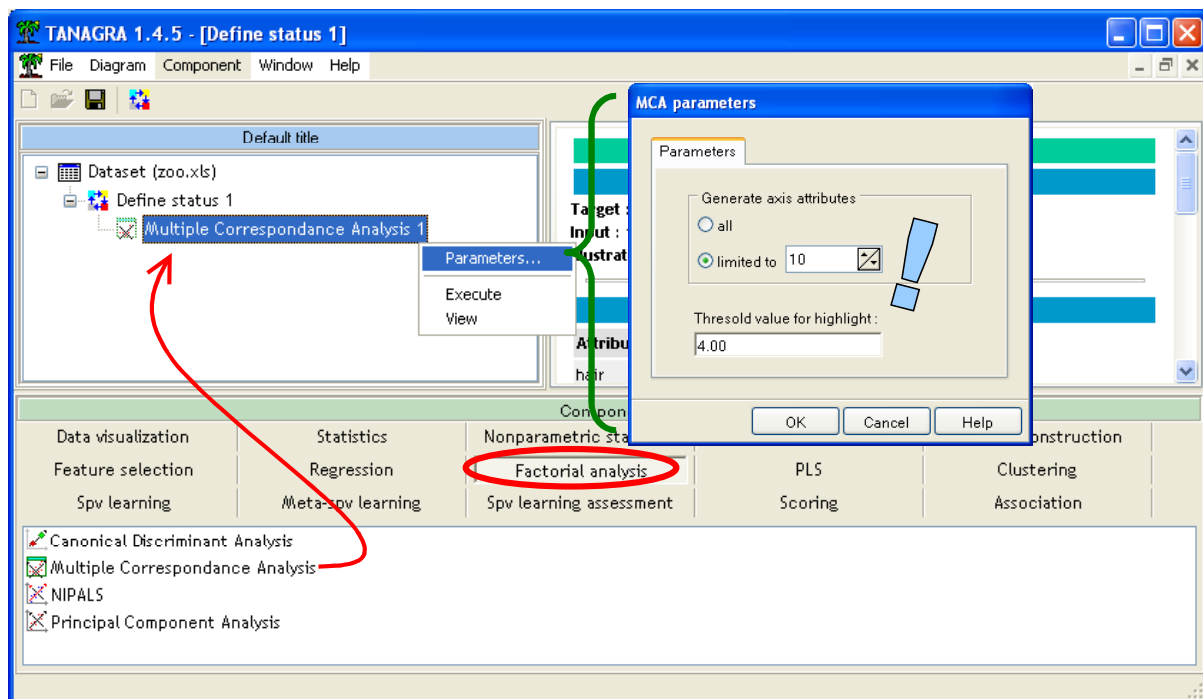 TANAGRA 1.4.5 - [Define status 1]
File Diagram Component Window Help
Default title
Dataset (zoo.xls)
Define status 1
Multiple Correspondance Analysis 1
Parameters...
Execute
View
Target :
Input :
Attribu
hair
MCA parameters
Parameters
Generate axis attributes
all
limited to 10
Thresold value for highlight :
4.00
OK Cancel Help
Compon
Data visualization Statistics Nonparametric sta onstruction
Feature selection Regression Factorial analysis PLS Clustering
Spv learning Meta-spv learning Spv learning assessment Scoring Association
Canonical Discriminant Analysis
Multiple Correspondance Analysis
NIPALS
Principal Component Analysis